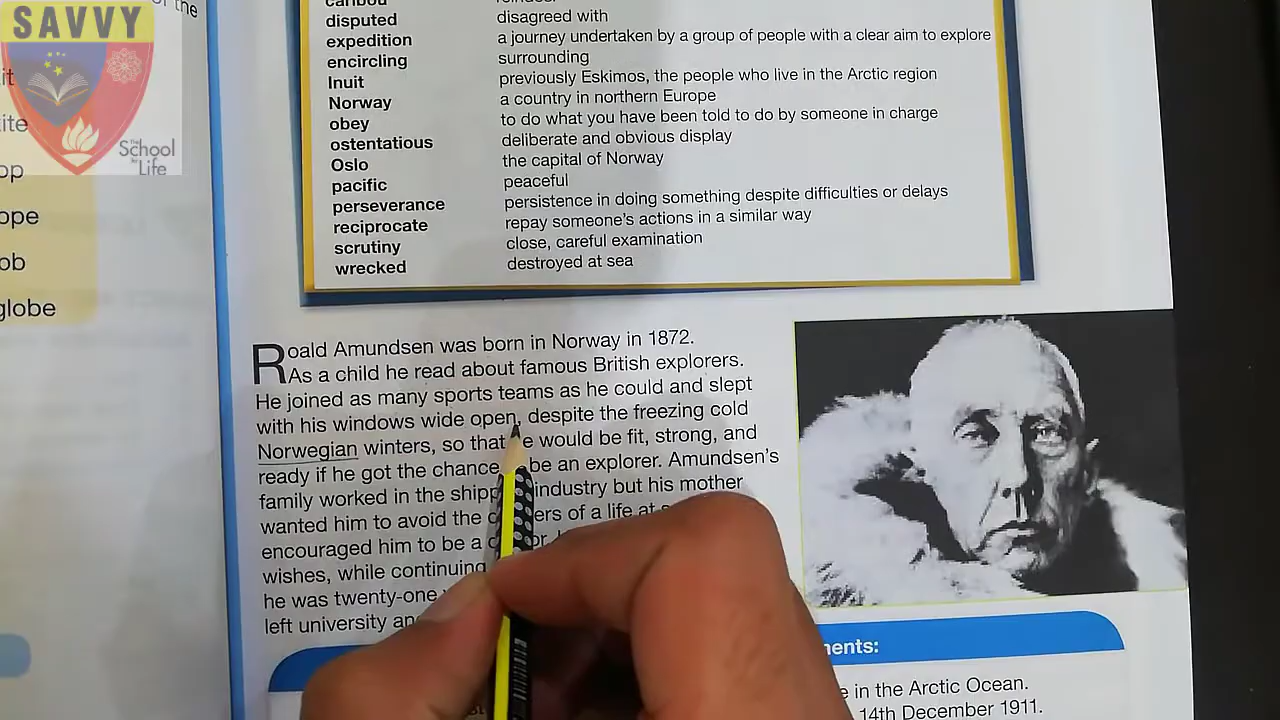 of the
SAVVY
The School for Life
it
ite
op
ope
ob
globe
caribou reindeer
disputed disagreed with
expedition a journey undertaken by a group of people with a clear aim to explore
encircling surrounding
Inuit previously Eskimos, the people who live in the Arctic region
Norway a country in northern Europe
obey to do what you have been told to do by someone in charge
ostentatious deliberate and obvious display
Oslo the capital of Norway
pacific peaceful
perseverance persistence in doing something despite difficulties or delays
reciprocate repay someone's actions in a similar way
scrutiny close, careful examination
wrecked destroyed at sea
Roald Amundsen was born in Norway in 1872.
As a child he read about famous British explorers.
He joined as many sports teams as he could and slept
with his windows wide open, despite the freezing cold
Norwegian winters, so that e would be fit, strong, and
ready if he got the chance be an explorer. Amundsen's
family worked in the shipp industry but his mother
wanted him to avoid the ers of a life at
encouraged him to be a
wishes, while continuing
he was twenty-one
left university an
ments:
e in the Arctic Ocean.
14th December 1911.